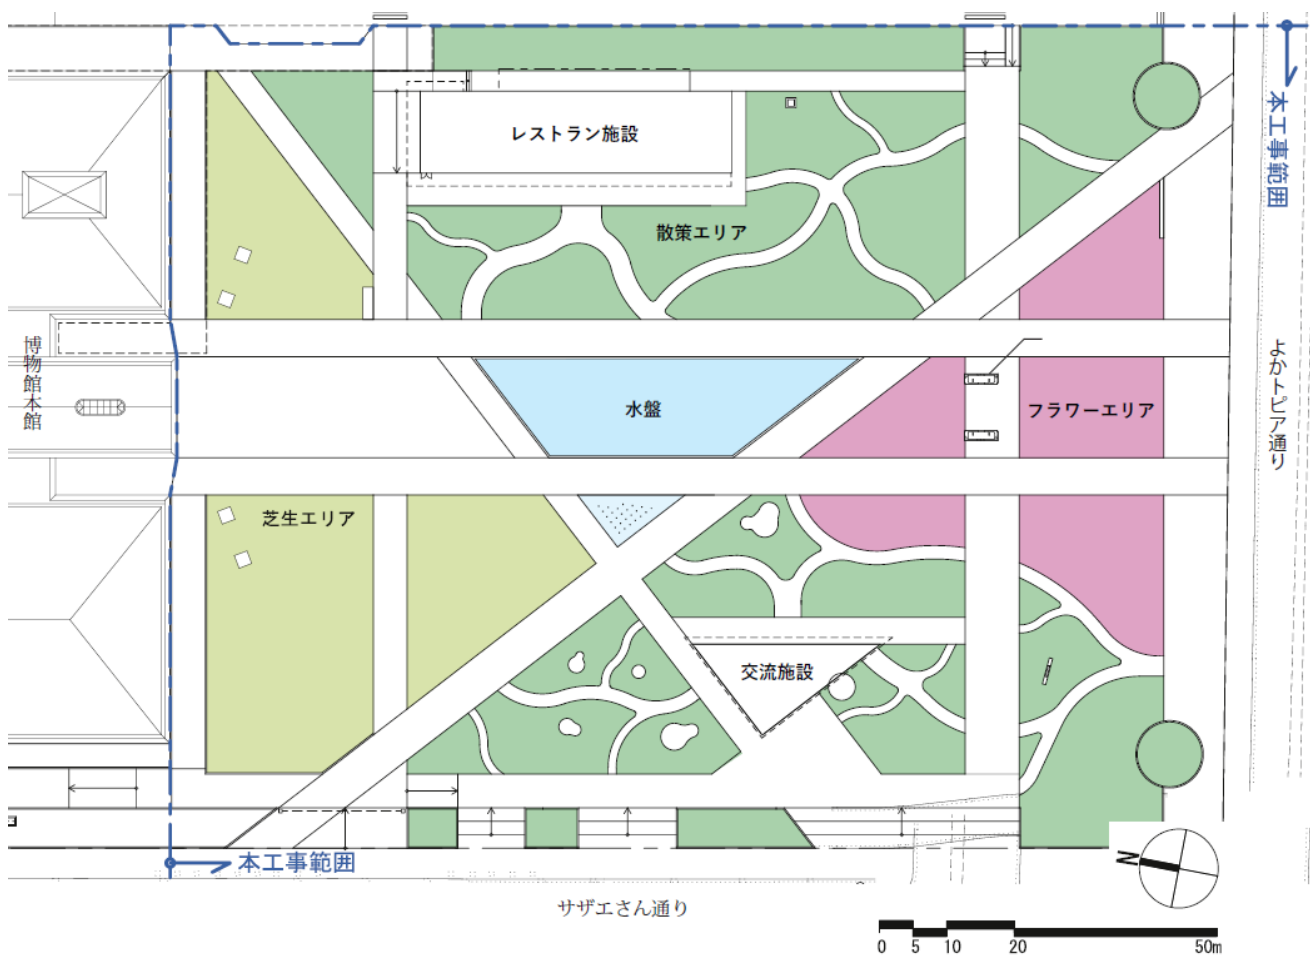 レストラン施設
本工事範囲
散策エリア
博物館本館
水盤
フラワーエリア
よかトピア通り
芝生エリア
交流施設
本工事範囲
N
サザエさん通り
0 5 10 20 50m